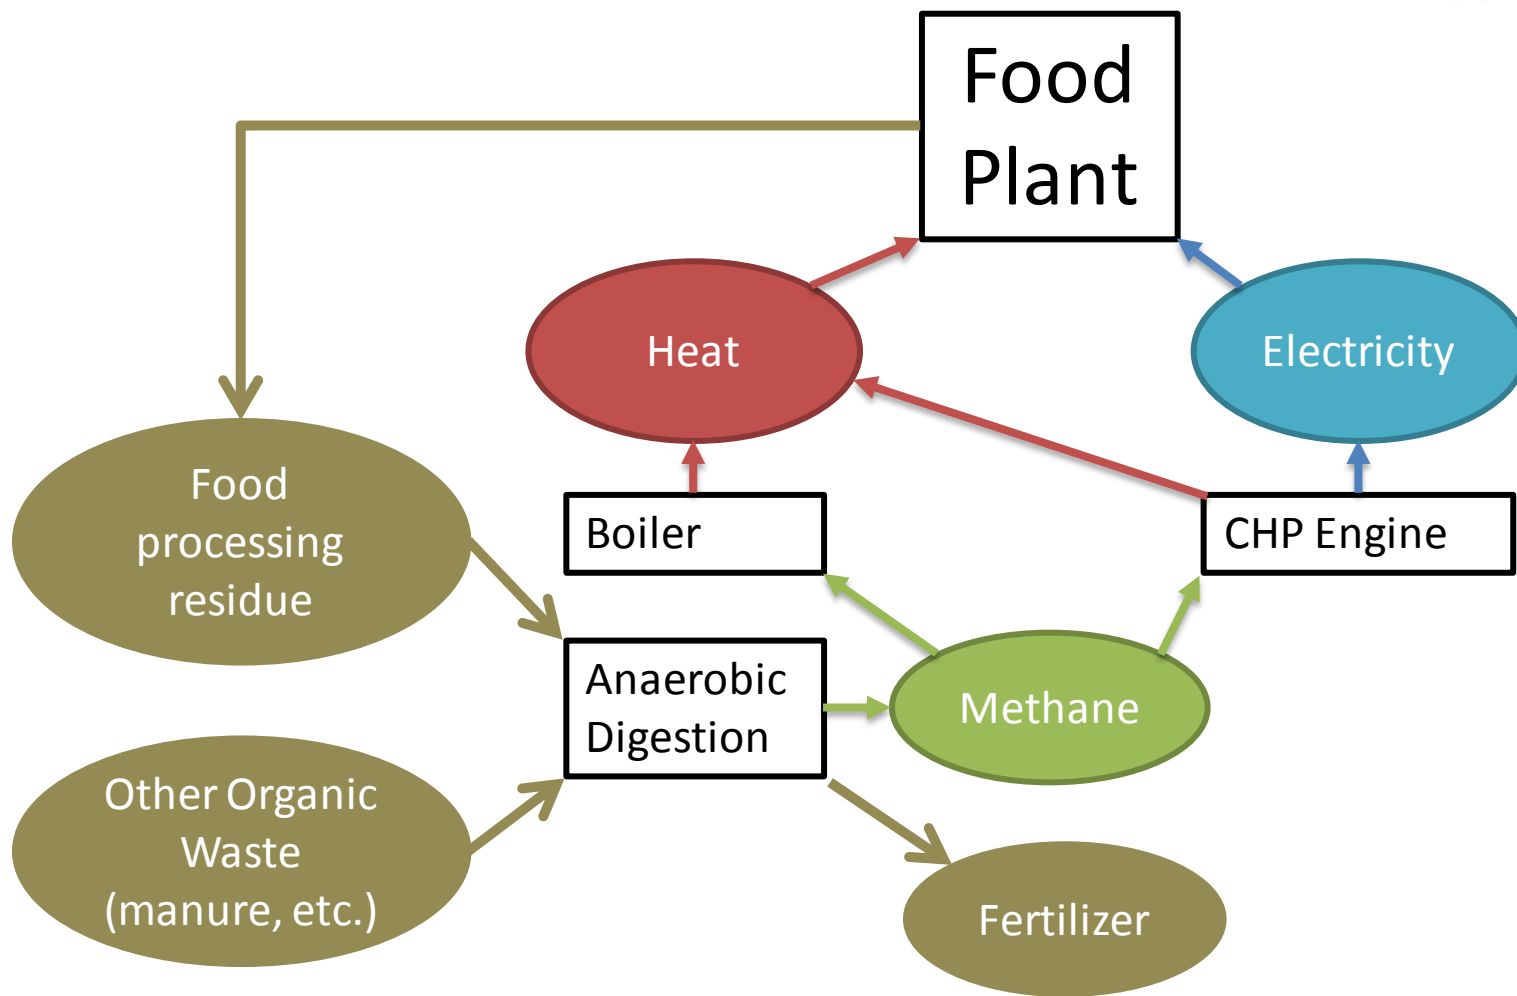 Food
Plant
Heat
Electricity
Food
processing
residue
Boiler
CHP Engine
Anaerobic
Digestion
Methane
Other Organic
Waste
(manure, etc.)
Fertilizer